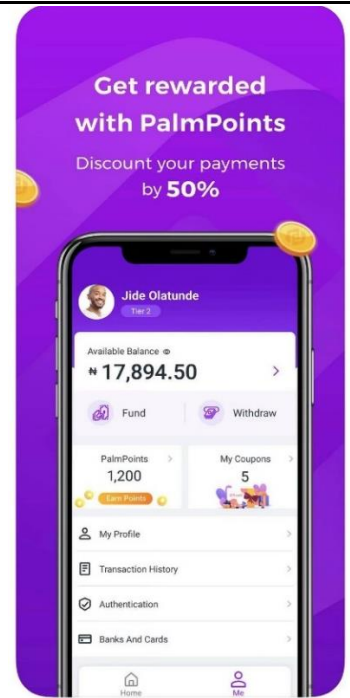 Get rewarded
with PalmPoints
Discount your payments
by 50%
Jide Olatunde
Tier 2
Available Balance
₦ 17,894.50
Fund
Withdraw
PalmPoints
My Coupons
1,200
5
Earn Points
My Profile
Transaction History
Authentication
Banks And Cards
Home
Me